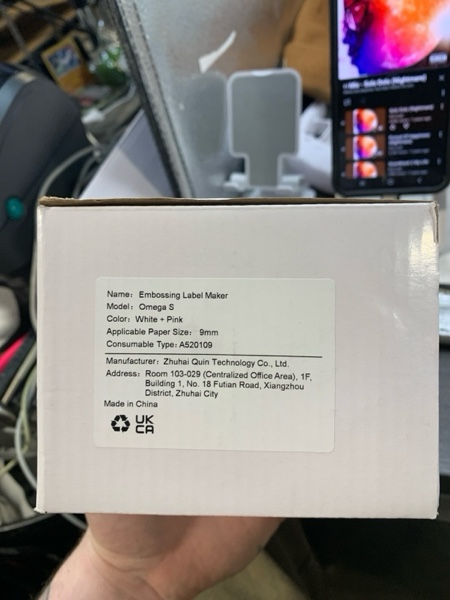 Name: Embossing Label Maker
Model: Omega S
Color: White + Pink
Applicable Paper Size: 9mm
Consumable Type: A520109
Manufacturer: Zhuhai Quin Technology Co., Ltd.
Address: Room 103-029 (Centralized Office Area), 1F,
Building 1, No. 18 Futian Road, Xiangzhou
District, Zhuhai City
Made in China
UK
CA